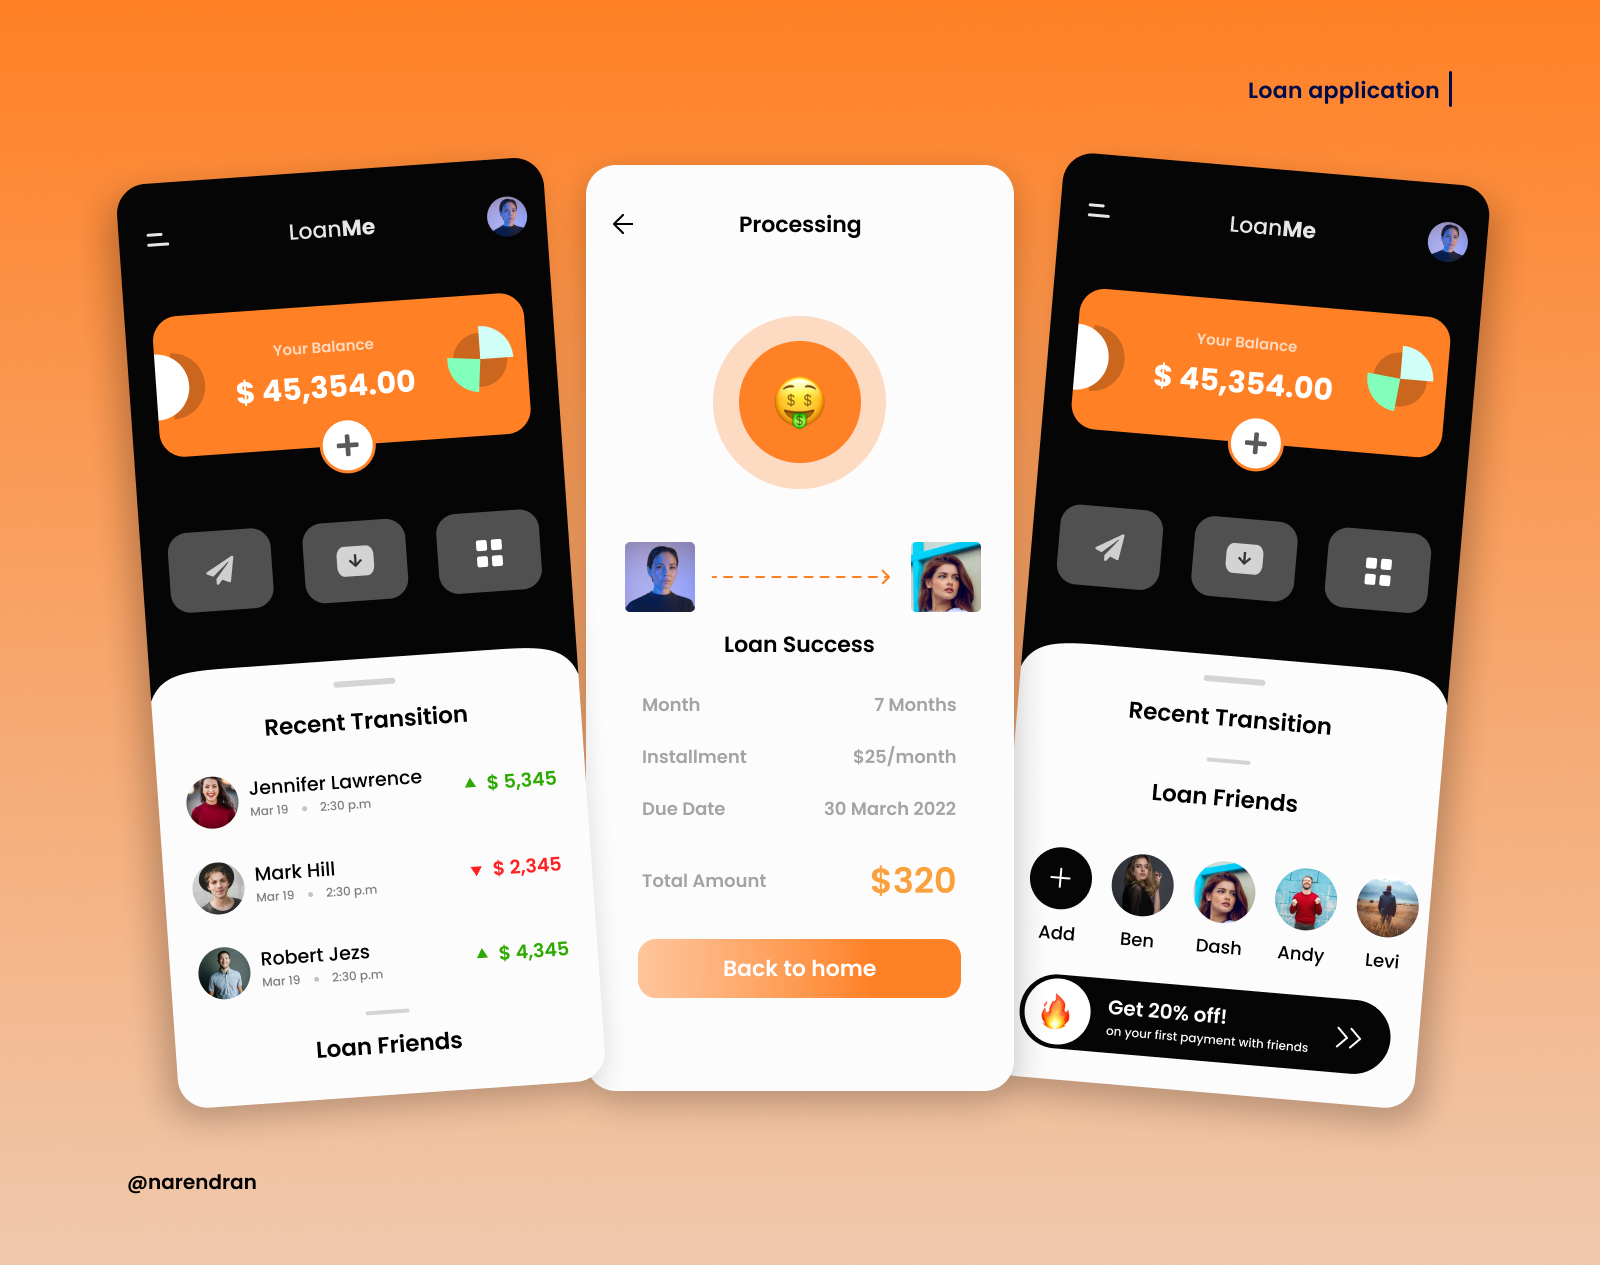 Loan application
LoanMe
Your Balance
$ 45,354.00
Recent Transition
Jennifer Lawrence
Mar 19 • 2:30 p.m
$ 5,345
Mark Hill
Mar 19 • 2:30 p.m
$ 2,345
Robert Jezs
Mar 19 • 2:30 p.m
$ 4,345
Loan Friends
Processing
Loan Success
Month 7 Months
Installment $25/month
Due Date 30 March 2022
Total Amount $320
Back to home
LoanMe
Your Balance
$ 45,354.00
Recent Transition
Loan Friends
Add Ben Dash Andy Levi
Get 20% off!
on your first payment with friends
@narendran